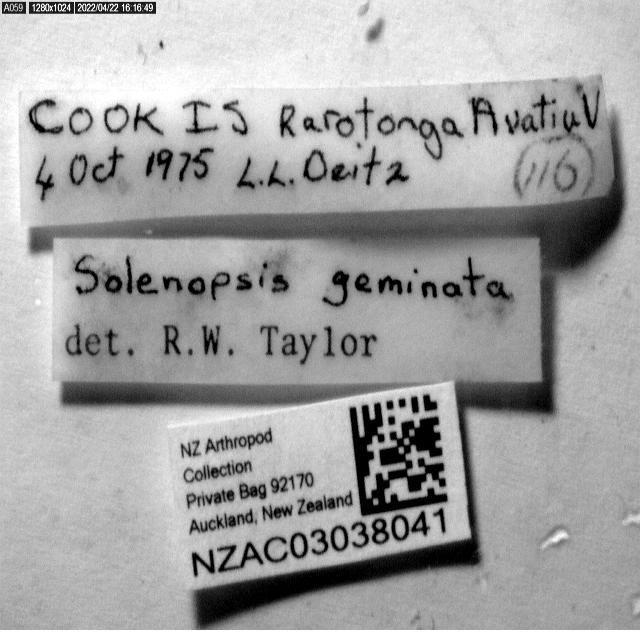 A059 1280x1024 2022/04/22 16:16:49
COOK IS Rarotonga Avatiu V
4 Oct 1975 L.L. Deitz
116
Solenopsis geminata
det. R.W. Taylor
NZ Arthropod
Collection
Private Bag 92170
Auckland, New Zealand
NZAC03038041